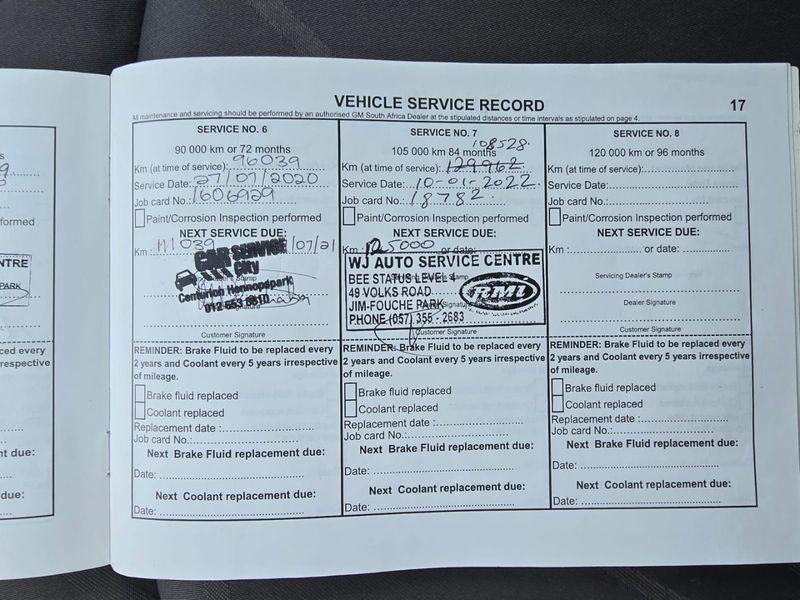 VEHICLE SERVICE RECORD 17
All maintenance and servicing should be performed by an authorised GM South Africa Dealer at the stipulated distances or time intervals as stipulated on page 4.
SERVICE NO. 6
90 000 km or 72 months
Km (at time of service): 96039
Service Date: 27/07/2020
Job card No.: 1606929
Paint/Corrosion Inspection performed
NEXT SERVICE DUE:
Km : 111039 /07/21
CAR SERVICE
City
Centurion Hennopspark
012 653 8810
Customer Signature
REMINDER: Brake Fluid to be replaced every
2 years and Coolant every 5 years irrespective
of mileage.
Brake fluid replaced
Coolant replaced
Replacement date :
Job card No.:
Next Brake Fluid replacement due:
Date:
Next Coolant replacement due:
Date:
SERVICE NO. 7
108528
105 000 km 84 months
Km (at time of service): 129962
Service Date: 10-01-2022
Job card No.: 18782
Paint/Corrosion Inspection performed
NEXT SERVICE DUE:
Km : 5000 or date:
WJ AUTO SERVICE CENTRE
BEE STATUS LEVEL 4
49 VOLKS ROAD
JIM-FOUCHE PARK
PHONE (057) 355 - 2683
RMI
Customer Signature
REMINDER: Brake Fluid to be replaced every
2 years and Coolant every 5 years irrespective
of mileage.
Brake fluid replaced
Coolant replaced
Replacement date :
Job card No.:
Next Brake Fluid replacement due:
Date:
Next Coolant replacement due:
Date:
SERVICE NO. 8
120 000 km or 96 months
Km (at time of service):
Service Date:
Job card No.:
Paint/Corrosion Inspection performed
NEXT SERVICE DUE:
Km : or date:
Servicing Dealer's Stamp
Dealer Signature
Customer Signature
REMINDER: Brake Fluid to be replaced every
2 years and Coolant every 5 years irrespective
of mileage.
Brake fluid replaced
Coolant replaced
Replacement date :
Job card No.:
Next Brake Fluid replacement due:
Date:
Next Coolant replacement due:
Date: